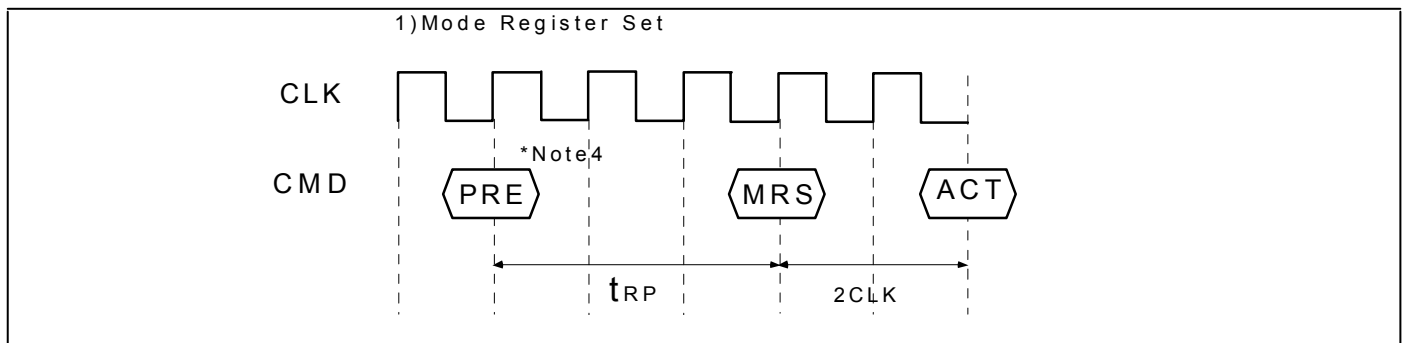 1)Mode Register Set
CLK
*Note4
CMD PRE MRS ACT
tRP 2CLK